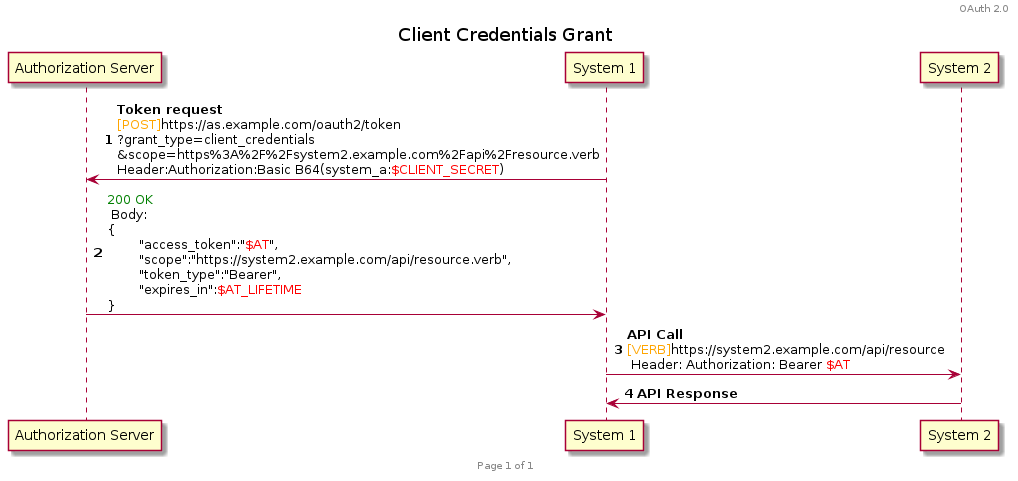 OAuth 2.0
Client Credentials Grant
Authorization Server System 1 System 2
Token request
[POST]https://as.example.com/oauth2/token
1 ?grant_type=client_credentials
&scope=https%3A%2F%2Fsystem2.example.com%2Fapi%2Fresource.verb
Header:Authorization:Basic B64(system_a:$CLIENT_SECRET)
200 OK
Body:
{
"access_token":"$AT",
2 "scope":"https://system2.example.com/api/resource.verb",
"token_type":"Bearer",
"expires_in":$AT_LIFETIME
}
API Call
3 [VERB]https://system2.example.com/api/resource
Header: Authorization: Bearer $AT
4 API Response
Authorization Server System 1 System 2
Page 1 of 1